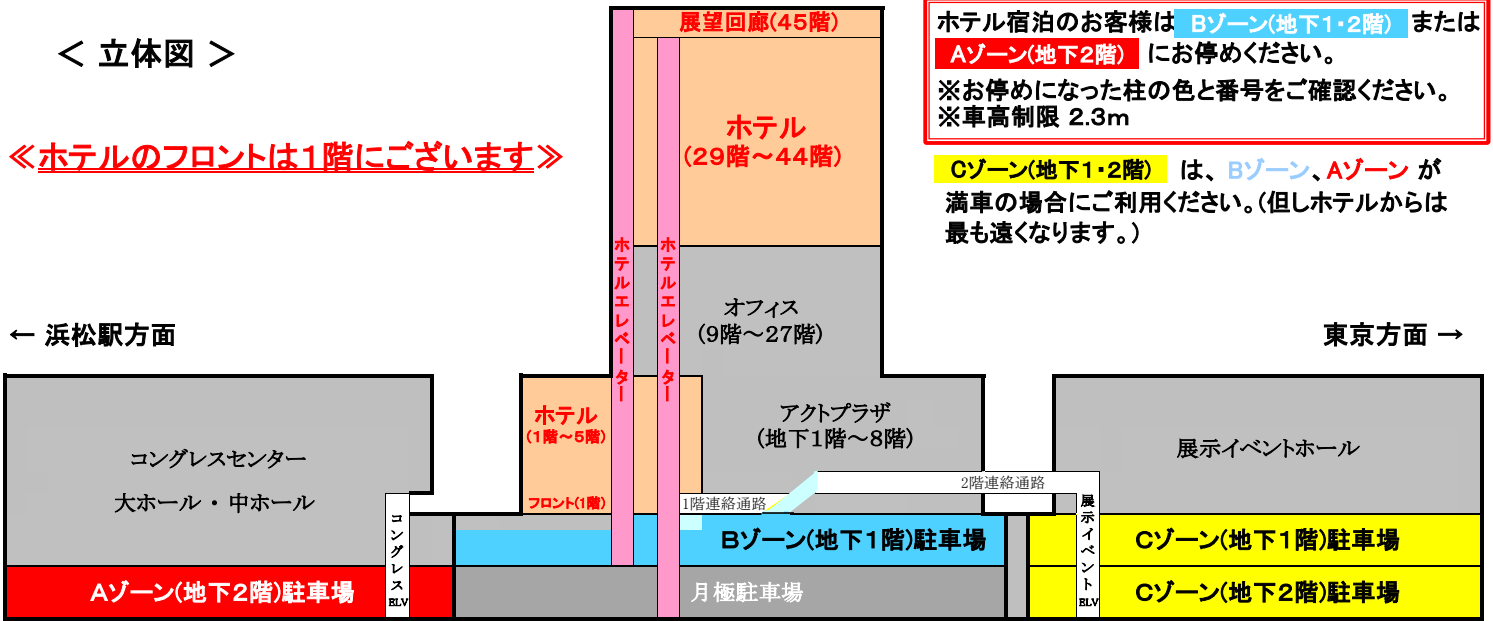 ＜ 立体図 ＞
≪ホテルのフロントは１階にございます≫
← 浜松駅方面
展望回廊(45階)
ホテル
(29階～44階)
ホテルエレベーター
ホテルエレベーター
オフィス
(9階～27階)
ホテル宿泊のお客様は Bゾーン(地下1・2階) または
Aゾーン(地下2階) にお停めください。
※お停めになった柱の色と番号をご確認ください。
※車高制限 2.3m
Cゾーン(地下1・2階) は、Bゾーン、Aゾーン が
満車の場合にご利用ください。(但しホテルからは
最も遠くなります。)
東京方面 →
コングレスセンター
大ホール ・ 中ホール
ホテル
(1階～5階)
フロント(1階)
アクトプラザ
(地下1階～8階)
展示イベントホール
1階連絡通路
2階連絡通路
コングレスELV
展示イベントELV
Bゾーン(地下１階)駐車場
Cゾーン(地下１階)駐車場
Aゾーン(地下２階)駐車場
月極駐車場
Cゾーン(地下２階)駐車場